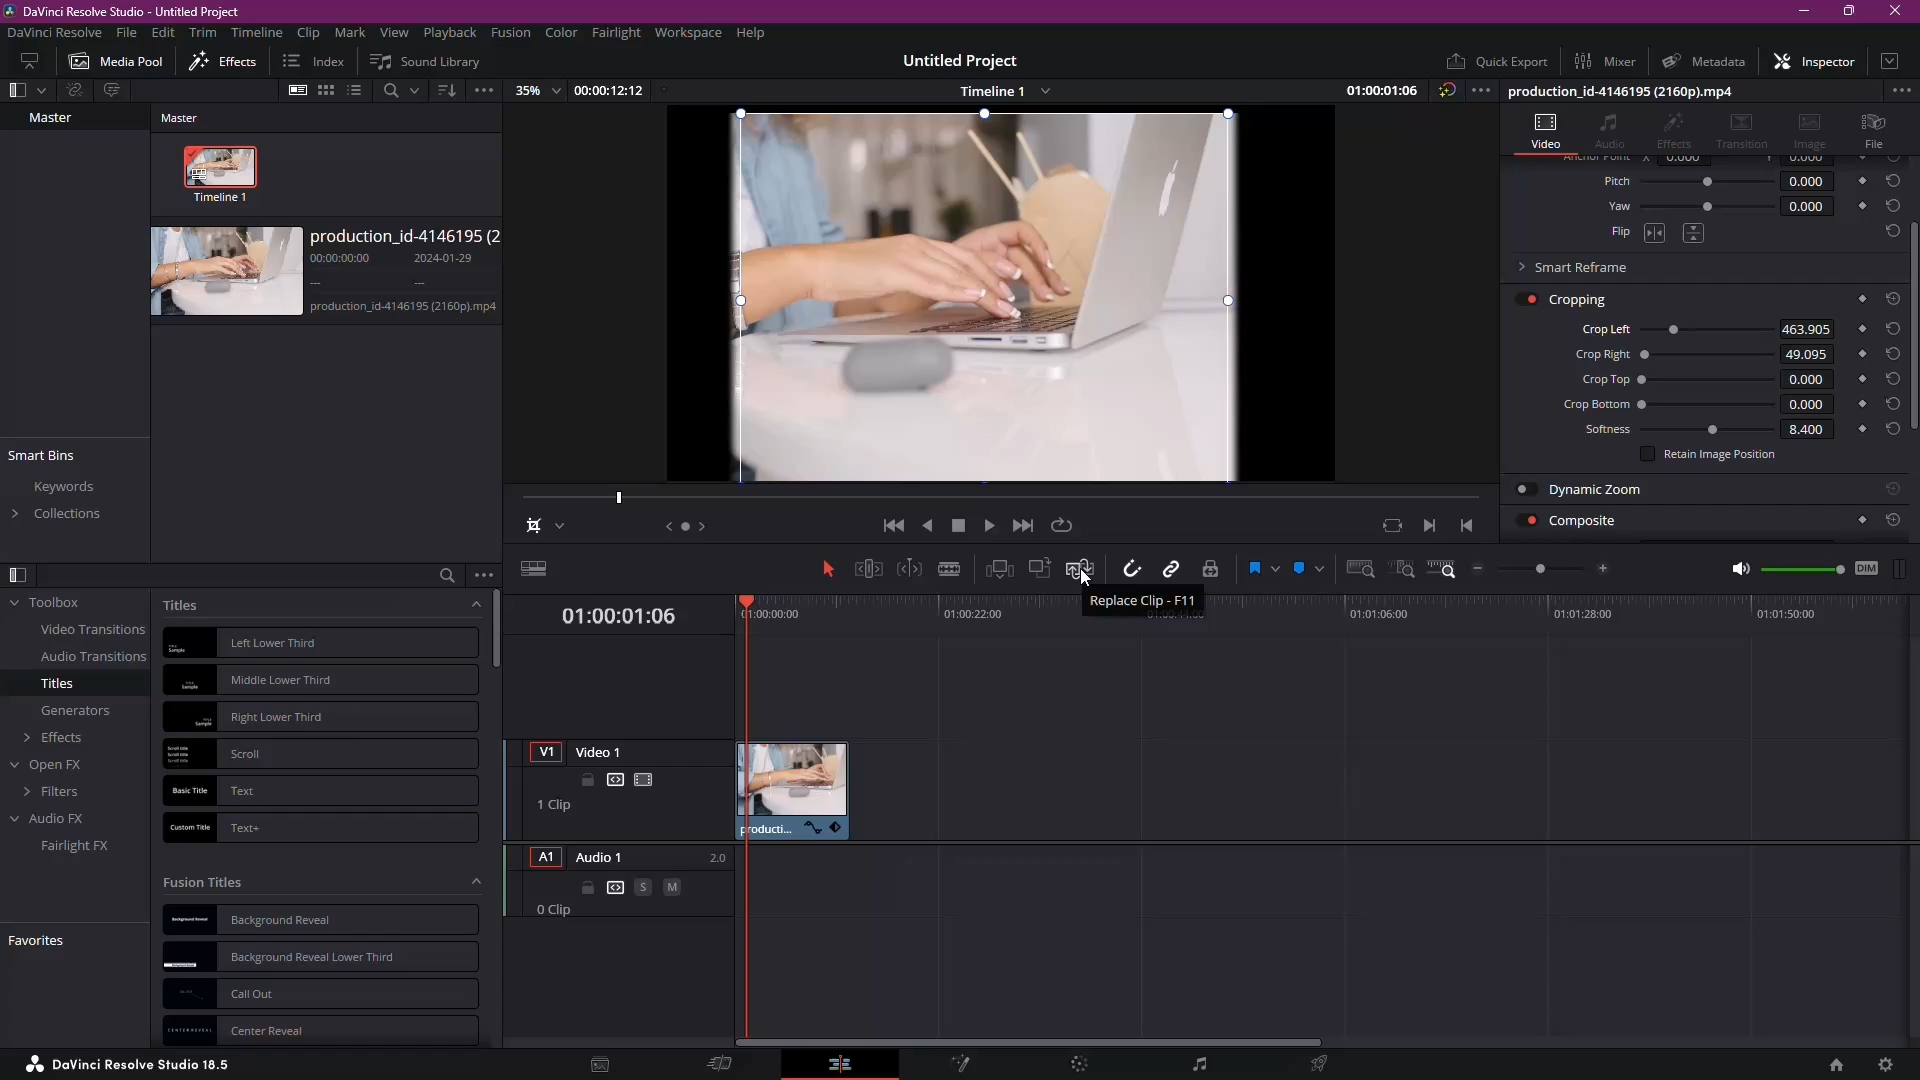 DaVinci Resolve Studio - Untitled Project
DaVinci Resolve File Edit Trim Timeline Clip Mark View Playback Fusion Color Fairlight Workspace Help
Media Pool Effects Index Sound Library Untitled Project Quick Export Mixer Metadata Inspector
35% 00:00:12:12 Timeline 1 01:00:01:06 production_id-4146195 (2160p).mp4
Master Master
Video Audio Effects Transition Image File
Timeline 1
Anchor Point X 0.000 Y 0.000
Pitch 0.000
Yaw 0.000
Flip
production_id-4146195 (2
00:00:00:00 2024-01-29
--- ---
production_id-4146195 (2160p).mp4
Smart Reframe
Cropping
Crop Left 463.905
Crop Right 49.095
Crop Top 0.000
Crop Bottom 0.000
Softness 8.400
Retain Image Position
Dynamic Zoom
Composite
Smart Bins
Keywords
Collections
Replace Clip - F11
01:00:01:06
01:00:00:00 01:00:22:00 01:01:06:00 01:01:28:00 01:01:50:00
Toolbox
Video Transitions
Audio Transitions
Titles
Generators
Effects
Open FX
Filters
Audio FX
Fairlight FX
Favorites
Titles
Left Lower Third
Middle Lower Third
Right Lower Third
Scroll
Basic Title Text
Custom Title Text+
Fusion Titles
Background Reveal Background Reveal
Background Reveal Lower Third
Call Out
CENTER REVEAL Center Reveal
V1 Video 1
1 Clip
producti...
A1 Audio 1 2.0
S M
0 Clip
DIM
DaVinci Resolve Studio 18.5